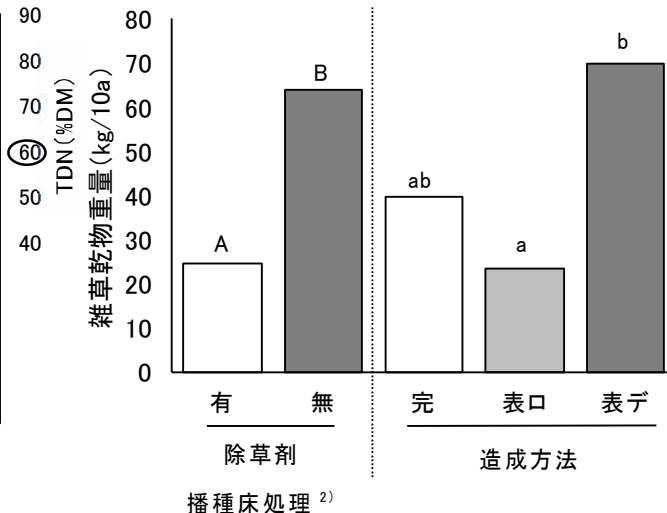 90
80
70
60
50
40
TDN(%DM)
雑草乾物重量(kg/10a)
80
70
60
50
40
30
20
10
0
A
B
ab
a
b
有 無 完 表ロ 表デ
除草剤 造成方法
播種床処理 2)